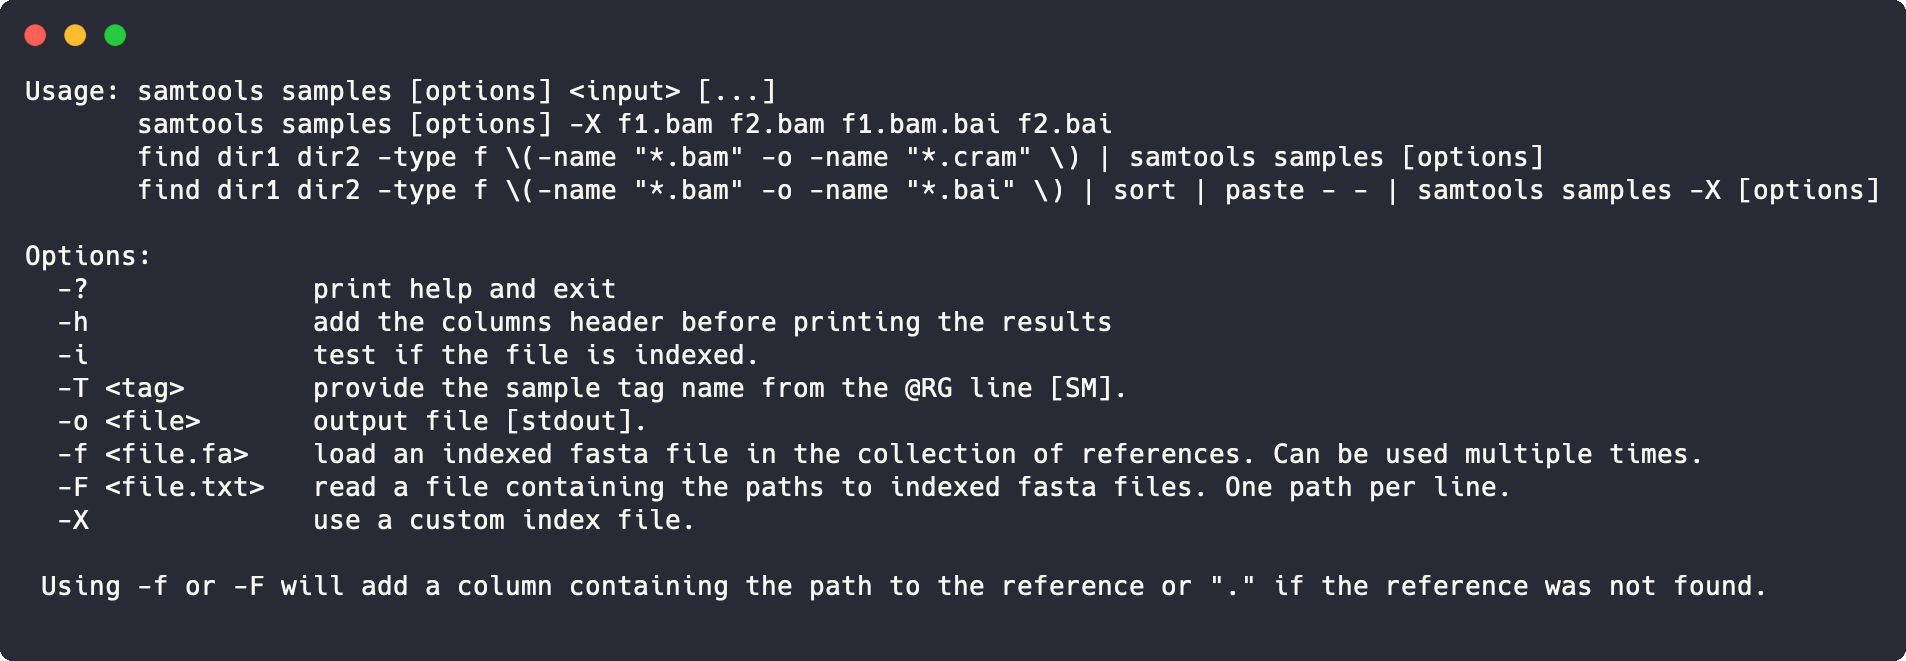 Usage: samtools samples [options] <input> [...]
       samtools samples [options] -X f1.bam f2.bam f1.bam.bai f2.bai
       find dir1 dir2 -type f \(-name "*.bam" -o -name "*.cram" \) | samtools samples [options]
       find dir1 dir2 -type f \(-name "*.bam" -o -name "*.bai" \) | sort | paste - - | samtools samples -X [options]

Options:
  -?              print help and exit
  -h              add the columns header before printing the results
  -i              test if the file is indexed.
  -T <tag>        provide the sample tag name from the @RG line [SM].
  -o <file>       output file [stdout].
  -f <file.fa>    load an indexed fasta file in the collection of references. Can be used multiple times.
  -F <file.txt>   read a file containing the paths to indexed fasta files. One path per line.
  -X              use a custom index file.

 Using -f or -F will add a column containing the path to the reference or "." if the reference was not found.